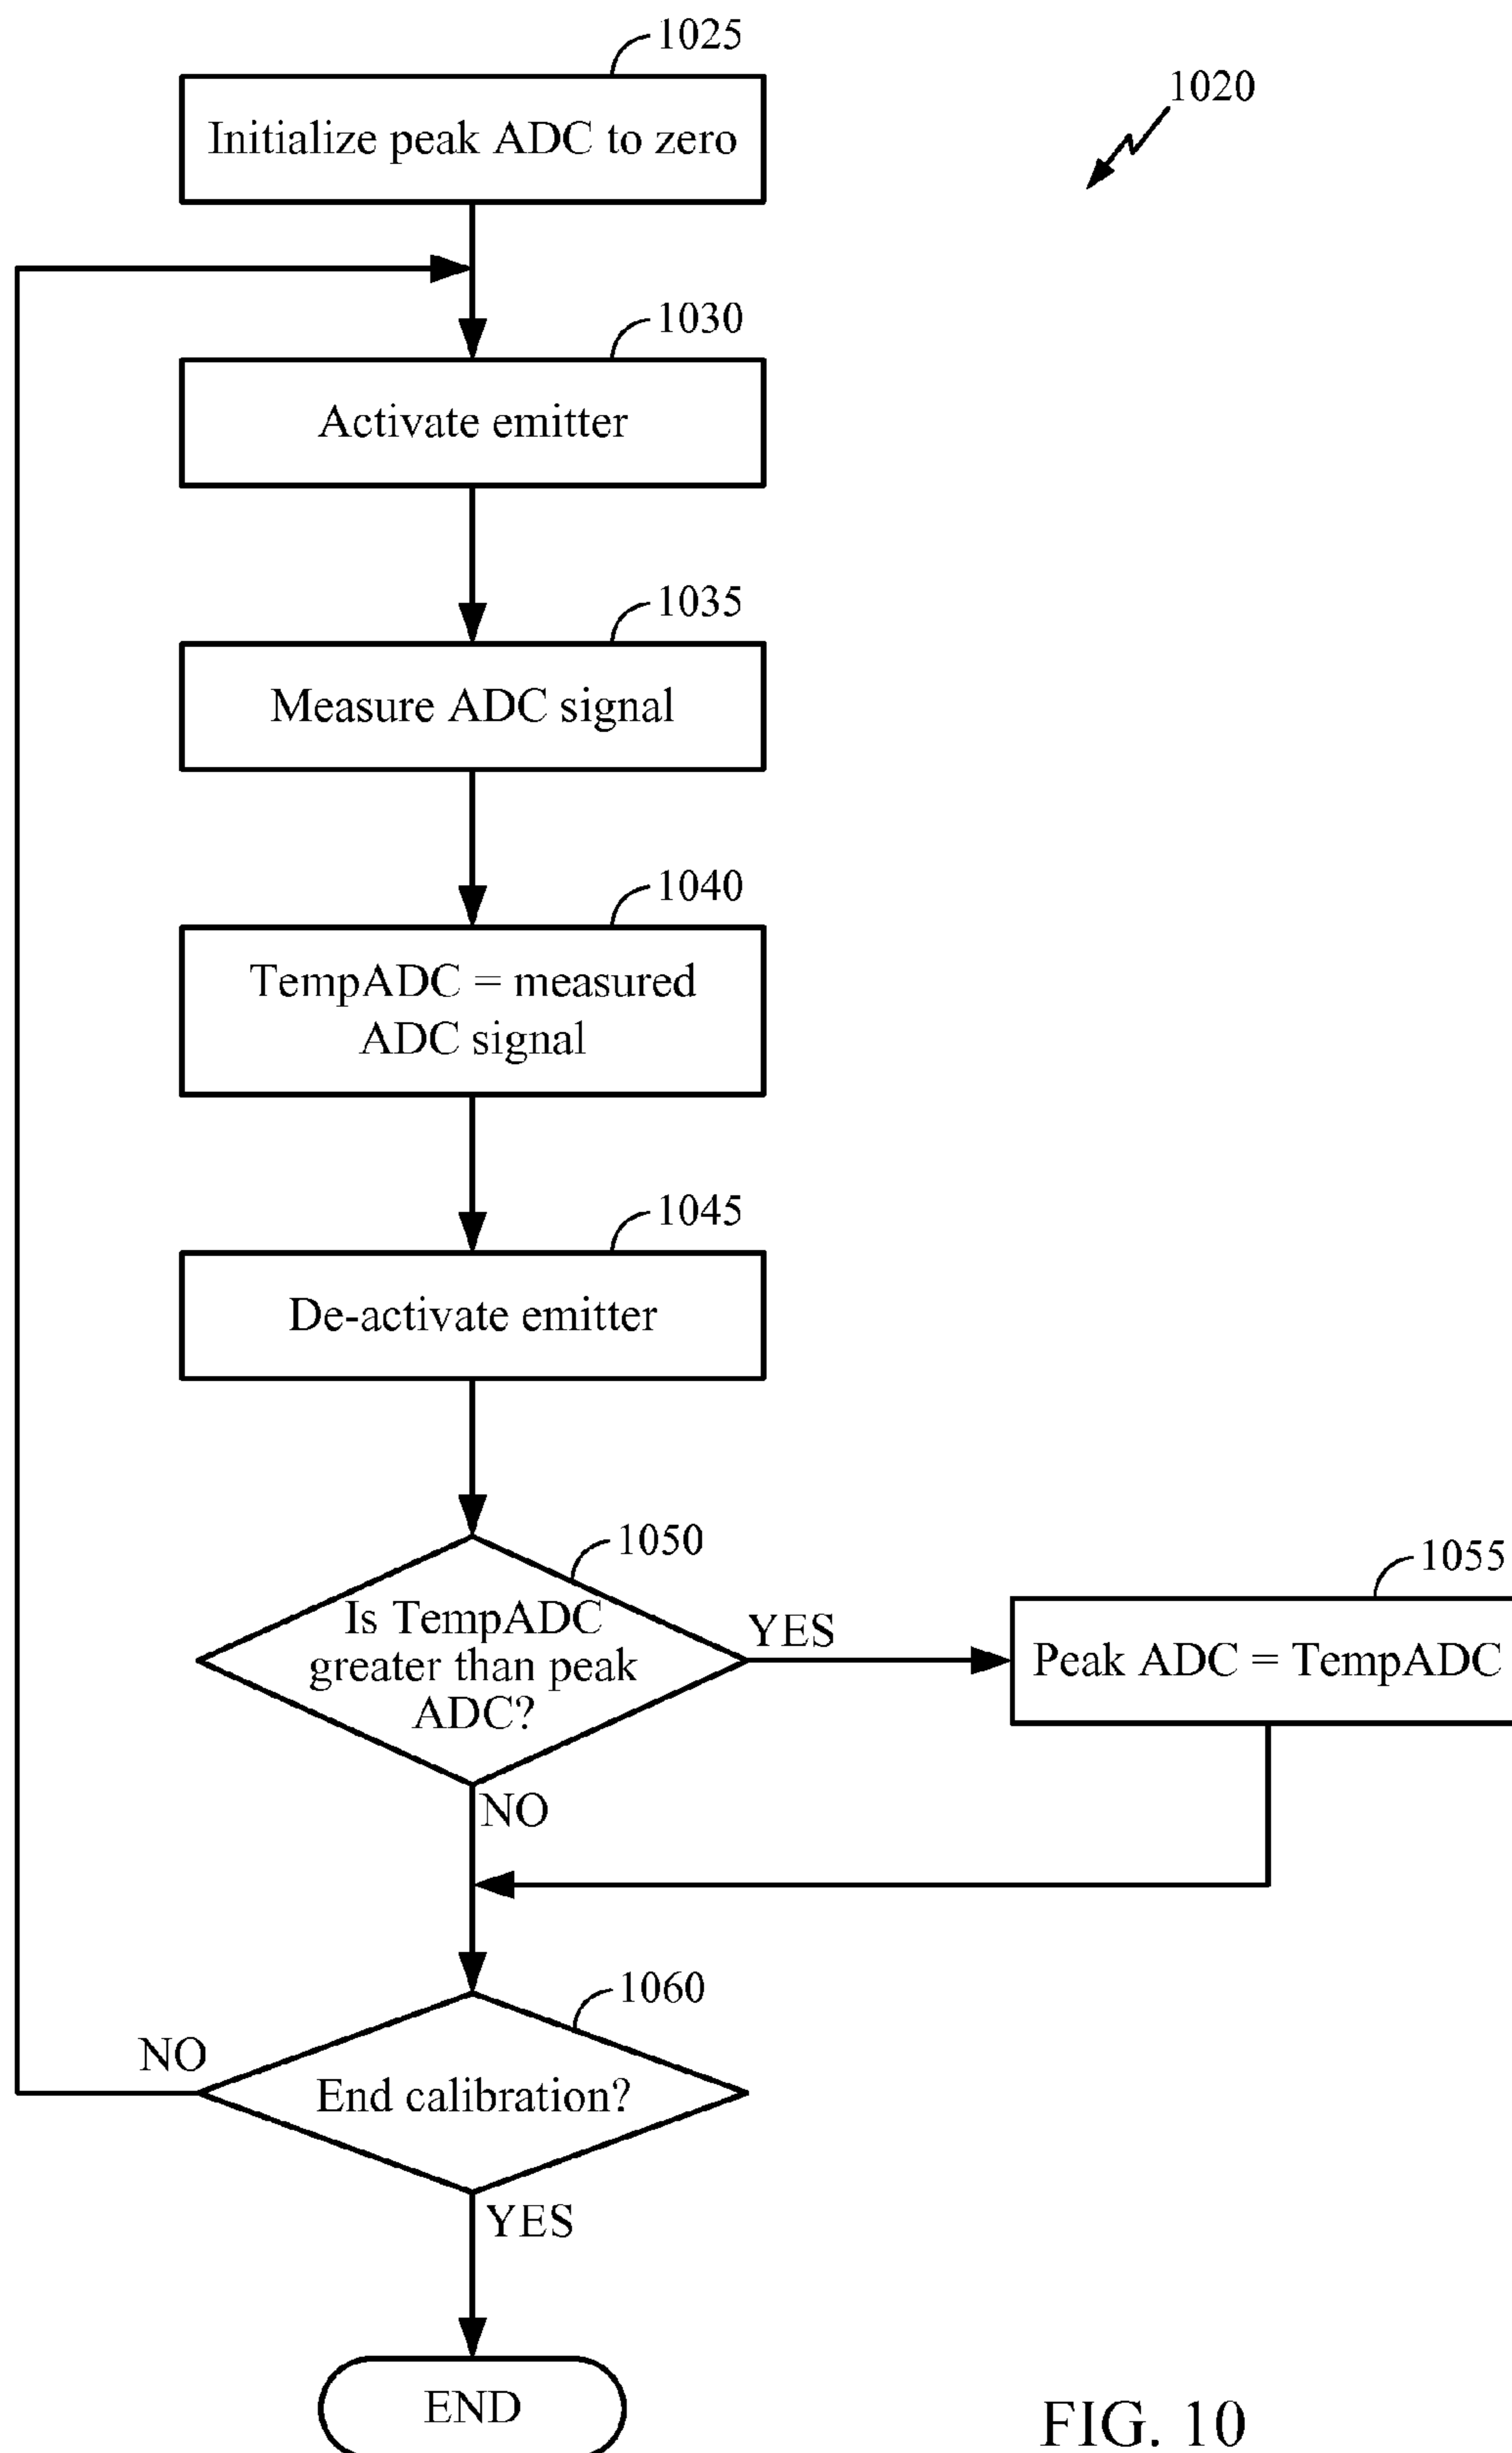 1025
1020
Initialize peak ADC to zero
1030
Activate emitter
1035
Measure ADC signal
1040
TempADC = measured
ADC signal
1045
De-activate emitter
1050
Is TempADC
greater than peak
ADC?
YES
1055
Peak ADC = TempADC
NO
1060
NO
End calibration?
YES
END
FIG. 10